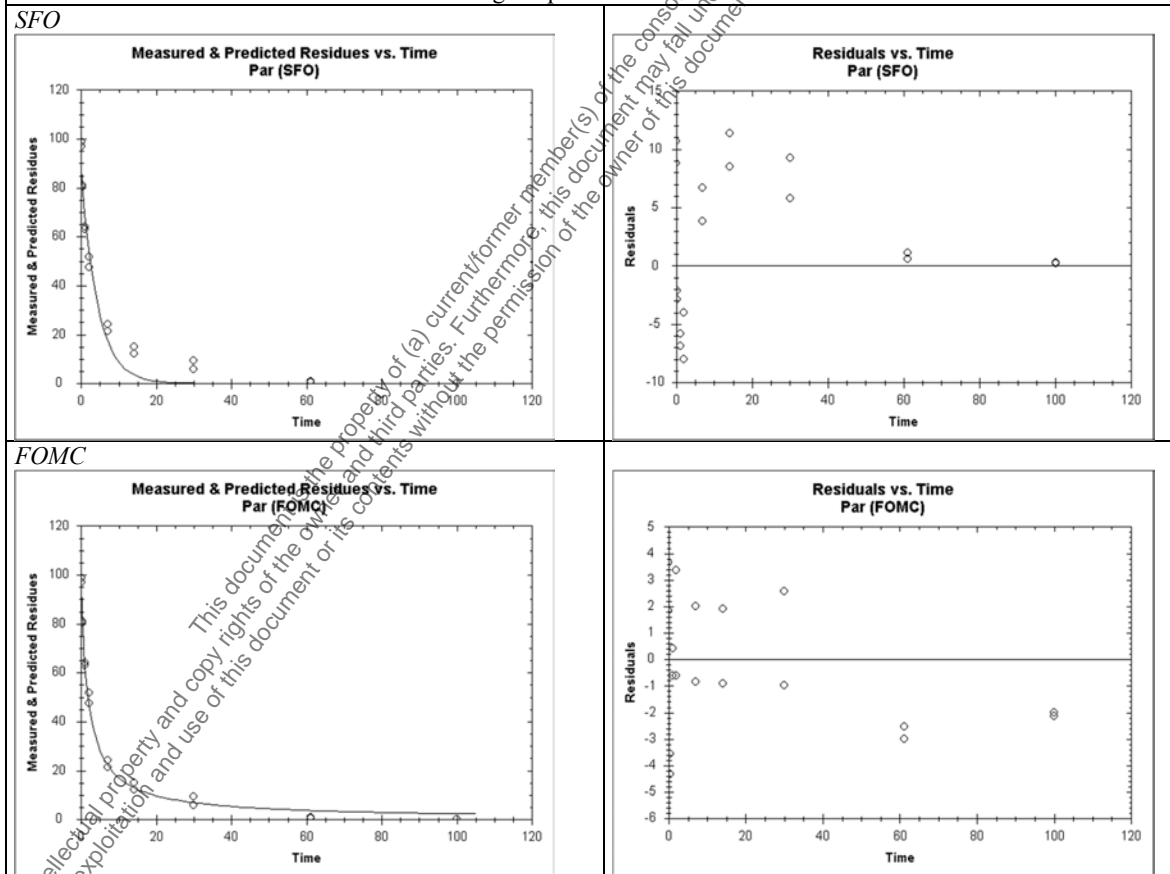 SFO
Measured & Predicted Residues vs. Time
Par (SFO)
Measured & Predicted Residues
120
100
80
60
40
20
0
0 20 40 60 80 100 120
Time
Residuals vs. Time
Par (SFO)
Residuals
15
10
5
0
-5
-10
0 20 40 60 80 100 120
Time
FOMC
Measured & Predicted Residues vs. Time
Par (FOMC)
Measured & Predicted Residues
120
100
80
60
40
20
0
0 20 40 60 80 100 120
Time
Residuals vs. Time
Par (FOMC)
Residuals
5
4
3
2
1
0
-1
-2
-3
-4
-5
-6
0 20 40 60 80 100 120
Time
This document is the property of (a) current/former member(s) of the conso
ellectual property and copy rights of the owner and third parties. Furthermore, this document may fall und
exploitation and use of this document or its contents without the permission of the owner of this document